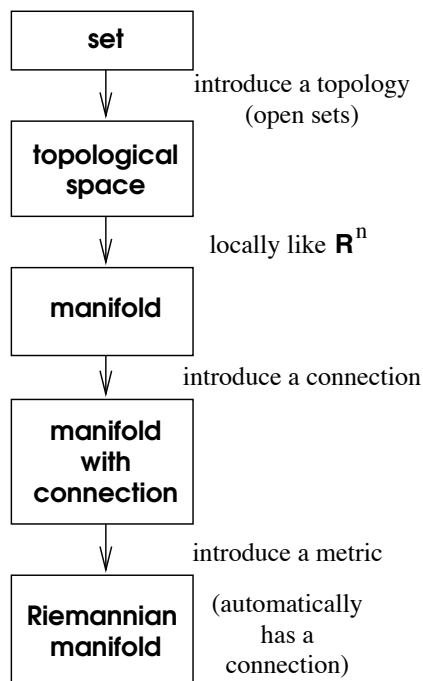 set
introduce a topology
(open sets)
topological
space
locally like Rⁿ
manifold
introduce a connection
manifold
with
connection
introduce a metric
Riemannian
manifold
(automatically
has a
connection)